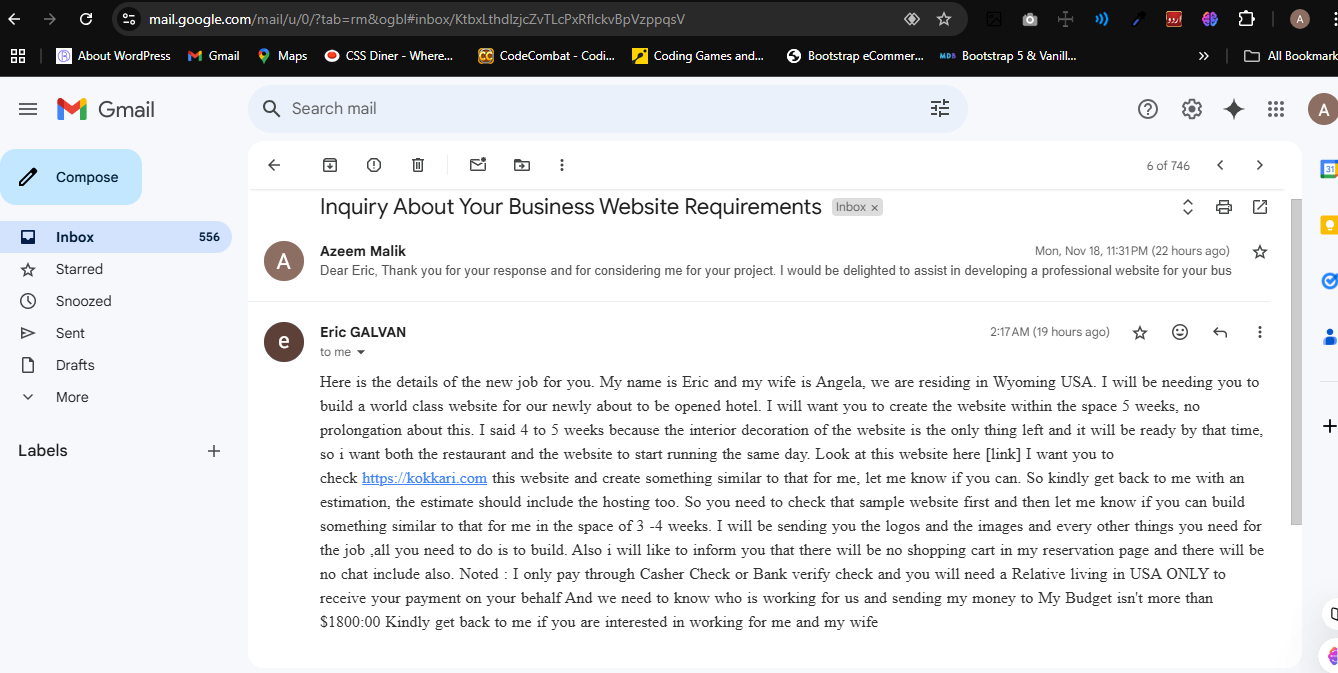 mail.google.com/mail/u/0/?tab=rm&ogbl#inbox/KtbxLthdlzjcZvTLcPxRflckvBpVzppqsV
A
About WordPress Gmail Maps CSS Diner - Where... CodeCombat - Codi... Coding Games and... Bootstrap eCommer... MDB Bootstrap 5 & Vanill... » All Bookmark
Gmail
Search mail
A
Compose
6 of 746
31
Inquiry About Your Business Website Requirements Inbox ×
Inbox 556
Starred
Snoozed
Sent
Drafts
More
Labels
A
Azeem Malik Mon, Nov 18, 11:31 PM (22 hours ago)
Dear Eric, Thank you for your response and for considering me for your project. I would be delighted to assist in developing a professional website for your bus
e
Eric GALVAN 2:17 AM (19 hours ago)
to me
Here is the details of the new job for you. My name is Eric and my wife is Angela, we are residing in Wyoming USA. I will be needing you to
build a world class website for our newly about to be opened hotel. I will want you to create the website within the space 5 weeks, no
prolongation about this. I said 4 to 5 weeks because the interior decoration of the website is the only thing left and it will be ready by that time,
so i want both the restaurant and the website to start running the same day. Look at this website here [link] I want you to
check https://kokkari.com this website and create something similar to that for me, let me know if you can. So kindly get back to me with an
estimation, the estimate should include the hosting too. So you need to check that sample website first and then let me know if you can build
something similar to that for me in the space of 3 -4 weeks. I will be sending you the logos and the images and every other things you need for
the job ,all you need to do is to build. Also i will like to inform you that there will be no shopping cart in my reservation page and there will be
no chat include also. Noted : I only pay through Casher Check or Bank verify check and you will need a Relative living in USA ONLY to
receive your payment on your behalf And we need to know who is working for us and sending my money to My Budget isn't more than
$1800:00 Kindly get back to me if you are interested in working for me and my wife